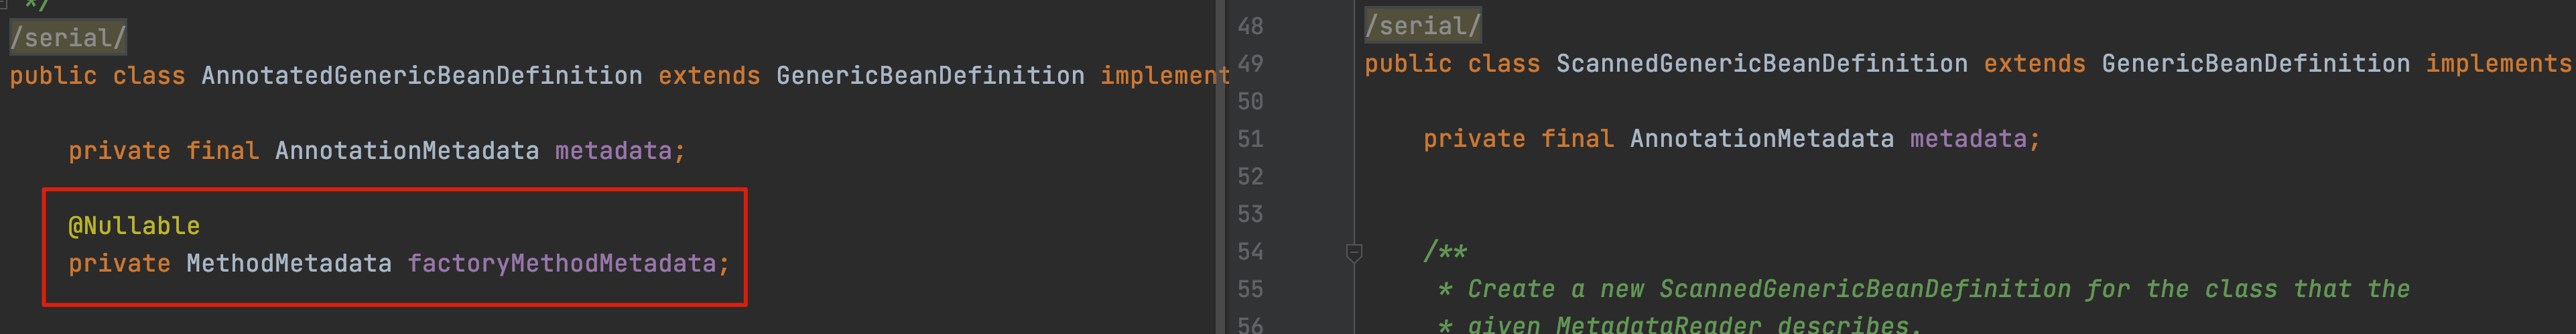 */
/serial/
public class AnnotatedGenericBeanDefinition extends GenericBeanDefinition implement
private final AnnotationMetadata metadata;
@Nullable
private MethodMetadata factoryMethodMetadata;
48 /serial/
49 public class ScannedGenericBeanDefinition extends GenericBeanDefinition implements
50
51 private final AnnotationMetadata metadata;
52
53
54 /**
55 * Create a new ScannedGenericBeanDefinition for the class that the
56 * given MetadataReader describes.